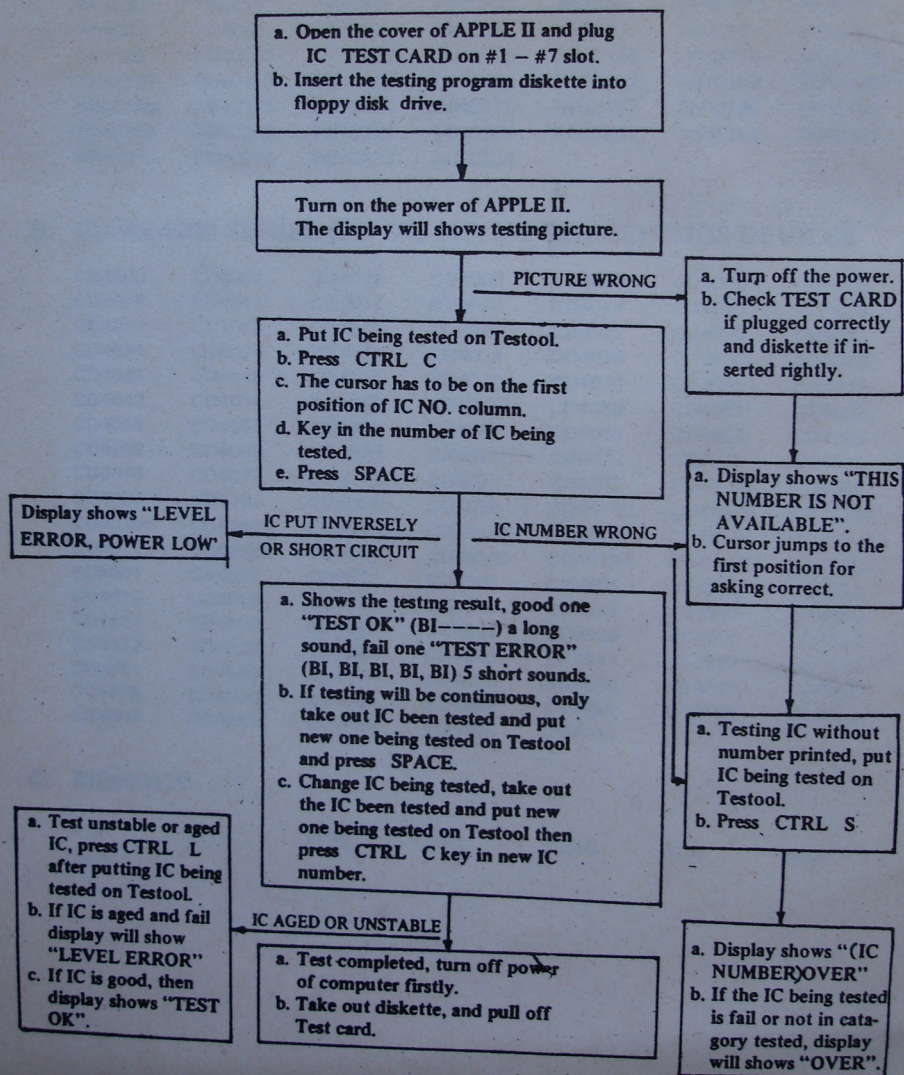 a. Open the cover of APPLE II and plug
IC TEST CARD on #1 – #7 slot.
b. Insert the testing program diskette into
floppy disk drive.
Turn on the power of APPLE II.
The display will shows testing picture.
PICTURE WRONG
a. Turn off the power.
b. Check TEST CARD
if plugged correctly
and diskette if in-
serted rightly.
a. Put IC being tested on Testool.
b. Press CTRL C
c. The cursor has to be on the first
position of IC NO. column.
d. Key in the number of IC being
tested.
e. Press SPACE
Display shows "LEVEL
ERROR, POWER LOW'
IC PUT INVERSELY
OR SHORT CIRCUIT
IC NUMBER WRONG
a. Display shows "THIS
NUMBER IS NOT
AVAILABLE".
b. Cursor jumps to the
first position for
asking correct.
a. Shows the testing result, good one
"TEST OK" (BI-----) a long
sound, fail one "TEST ERROR"
(BI, BI, BI, BI, BI) 5 short sounds.
b. If testing will be continuous, only
take out IC been tested and put
new one being tested on Testool
and press SPACE.
c. Change IC being tested, take out
the IC been tested and put new
one being tested on Testool then
press CTRL C key in new IC
number.
a. Testing IC without
number printed, put
IC being tested on
Testool.
b. Press CTRL S
a. Test unstable or aged
IC, press CTRL L
after putting IC being
tested on Testool.
b. If IC is aged and fail
display will show
"LEVEL ERROR"
c. If IC is good, then
display shows "TEST
OK".
IC AGED OR UNSTABLE
a. Test completed, turn off power
of computer firstly.
b. Take out diskette, and pull off
Test card.
a. Display shows "(IC
NUMBER)OVER"
b. If the IC being tested
is fail or not in cata-
gory tested, display
will shows "OVER".